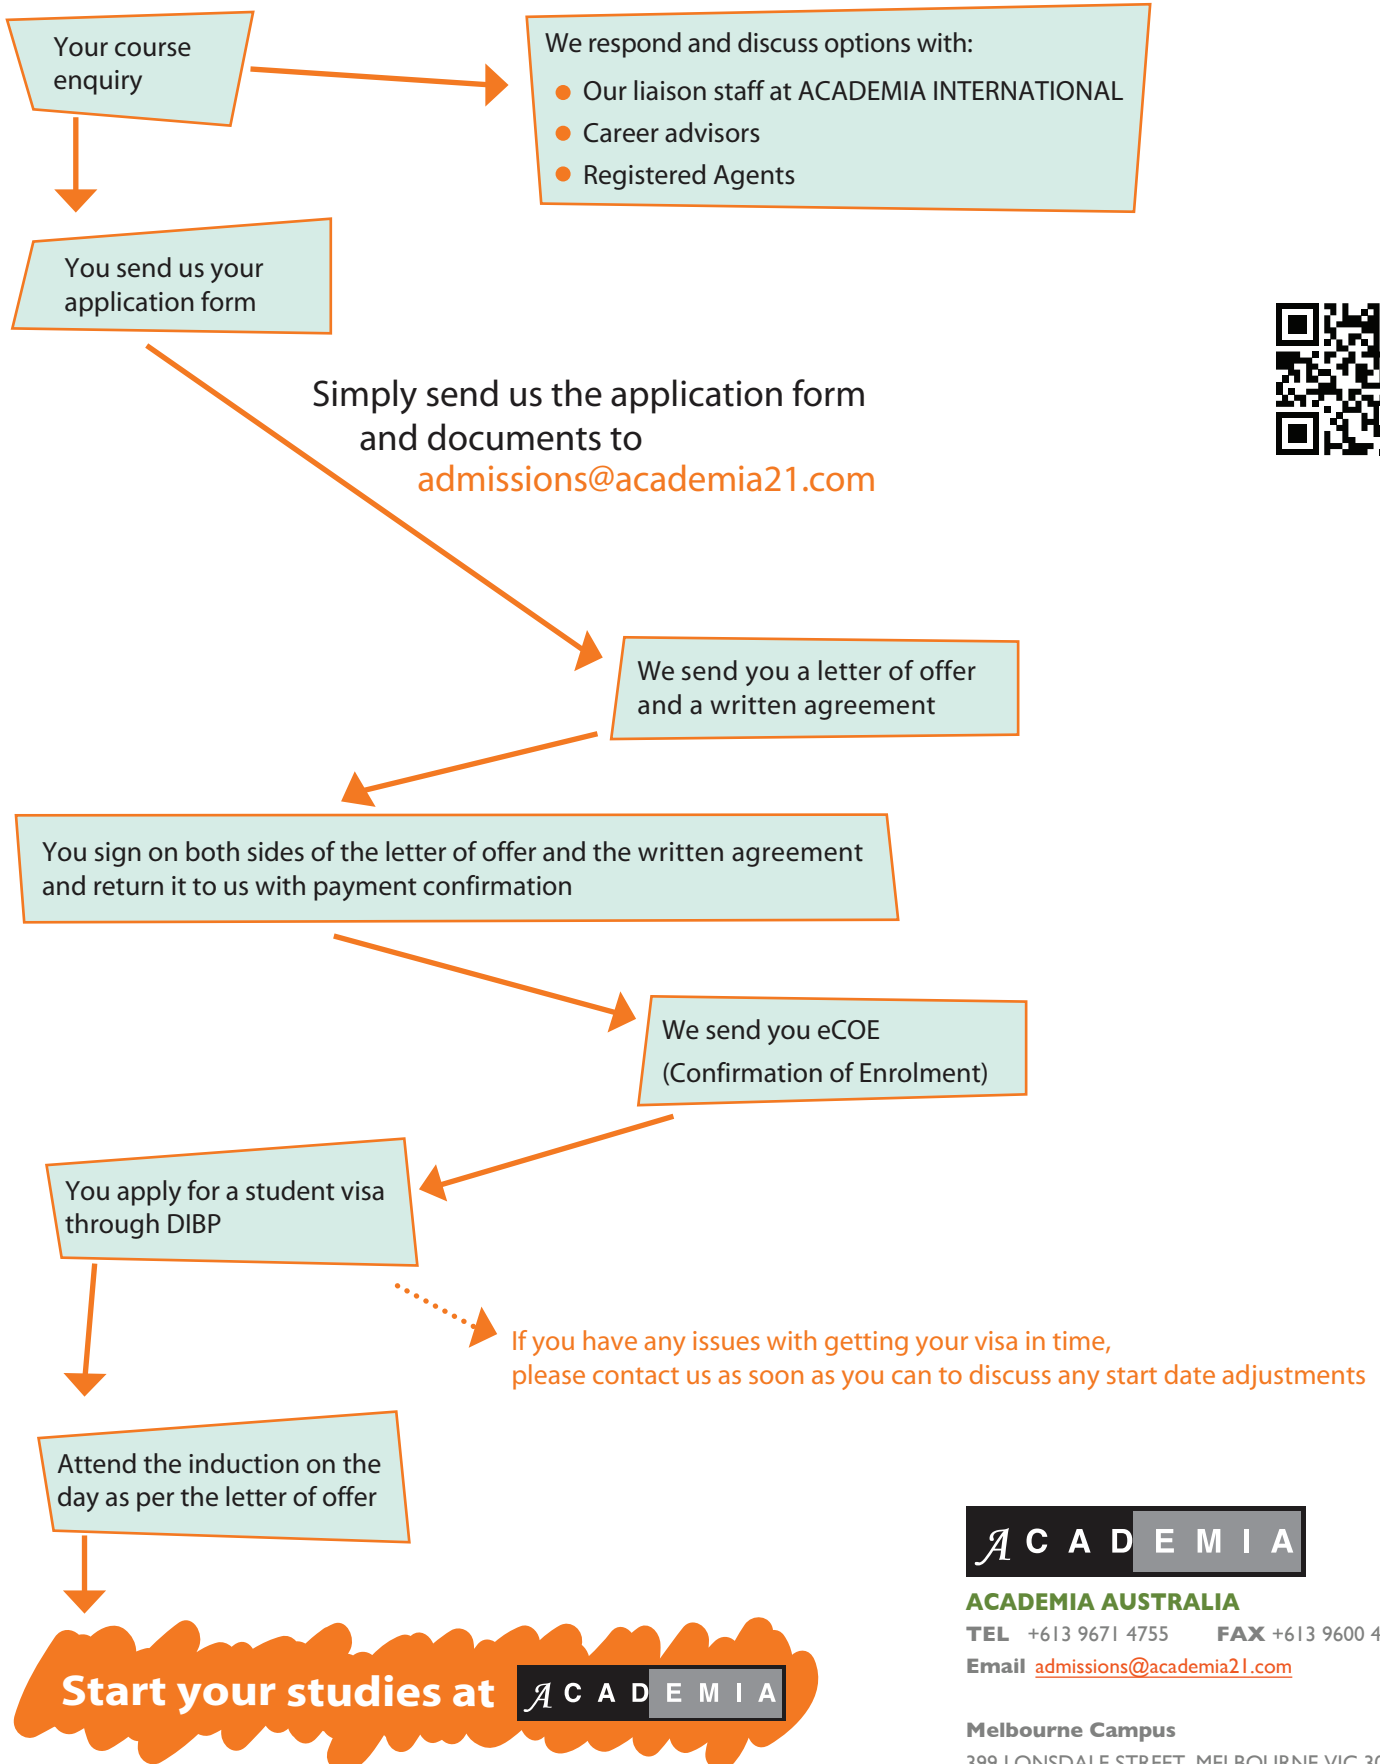 Your course
enquiry
We respond and discuss options with:
Our liaison staff at ACADEMIA INTERNATIONAL
Career advisors
Registered Agents
You send us your
application form
Simply send us the application form
and documents to
admissions@academia21.com
We send you a letter of offer
and a written agreement
You sign on both sides of the letter of offer and the written agreement
and return it to us with payment confirmation
We send you eCOE
(Confirmation of Enrolment)
You apply for a student visa
through DIBP
If you have any issues with getting your visa in time,
please contact us as soon as you can to discuss any start date adjustments
Attend the induction on the
day as per the letter of offer
Start your studies at ACADEMIA
ACADEMIA
ACADEMIA AUSTRALIA
TEL +613 9671 4755 FAX +613 9600
Email admissions@academia21.com
Melbourne Campus
399 LONSDALE STREET, MELBOURNE VIC